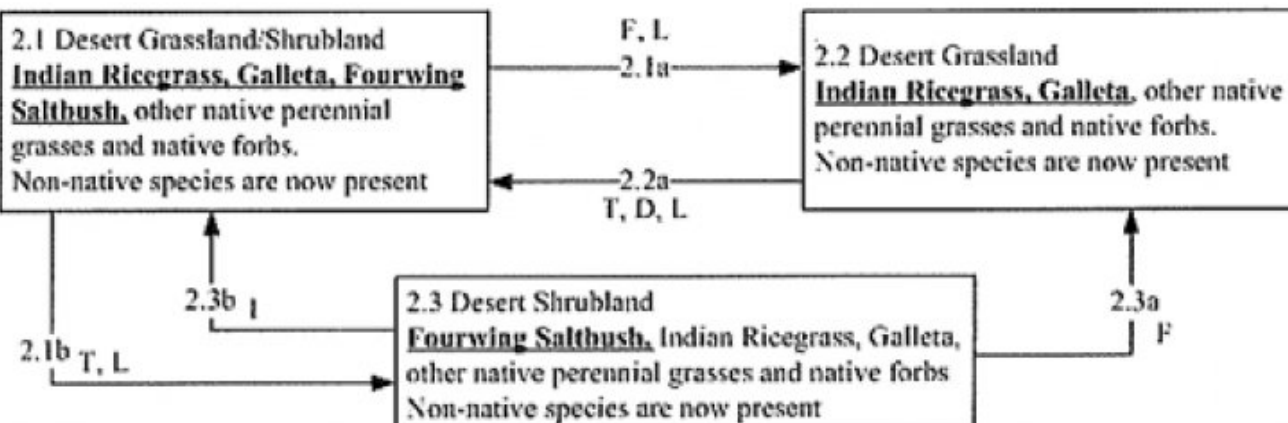 2.1 Desert Grassland/Shrubland
Indian Ricegrass, Galleta, Fourwing
Saltbush, other native perennial
grasses and native forbs.
Non-native species are now present
F, L
2.1a
2.2 Desert Grassland
Indian Ricegrass, Galleta, other native
perennial grasses and native forbs.
Non-native species are now present
2.2a
T, D, L
2.3b
2.1b T, L
2.3 Desert Shrubland
Fourwing Saltbush, Indian Ricegrass, Galleta,
other native perennial grasses and native forbs
Non-native species are now present
2.3a
F